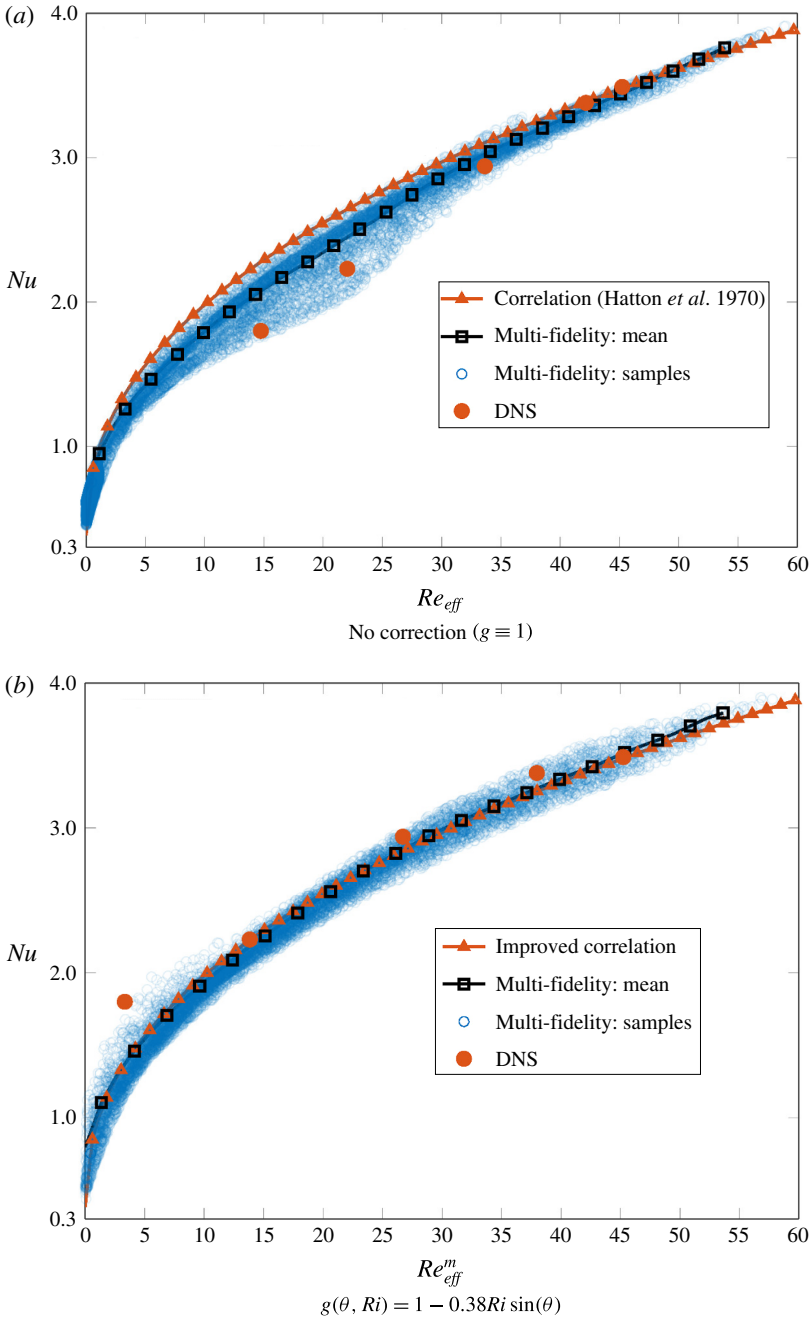 (a)
4.0
3.0
Nu
2.0
1.0
0.3
Correlation (Hatton et al. 1970)
Multi-fidelity: mean
Multi-fidelity: samples
DNS
0 5 10 15 20 25 30 35 40 45 50 55 60
Re_eff
No correction (g ≡ 1)
(b)
4.0
3.0
Nu
2.0
1.0
0.3
Improved correlation
Multi-fidelity: mean
Multi-fidelity: samples
DNS
0 5 10 15 20 25 30 35 40 45 50 55 60
Re^m_eff
g(θ, Ri) = 1 − 0.38Ri sin(θ)